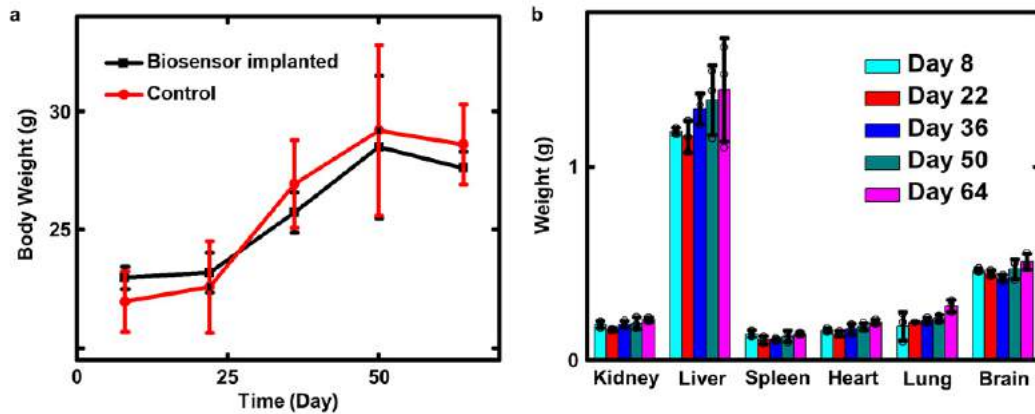 a
Biosensor implanted
Control
30
25
Body Weight (g)
0 25 50
Time (Day)
b
Day 8
Day 22
Day 36
Day 50
Day 64
1
0
Weight (g)
Kidney Liver Spleen Heart Lung Brain